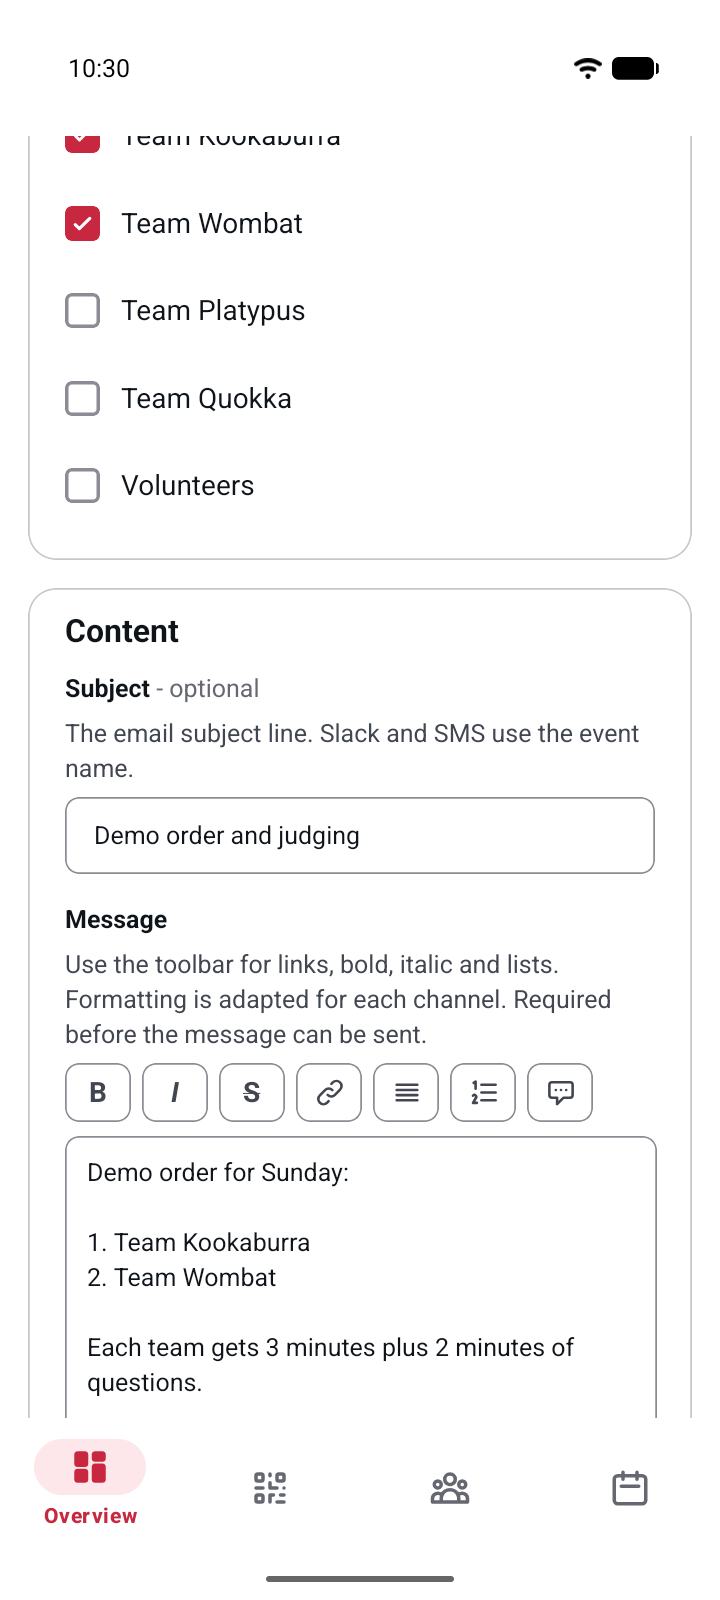 10:30
Team Kookaburra
Team Wombat
Team Platypus
Team Quokka
Volunteers
Content
Subject - optional
The email subject line. Slack and SMS use the event
name.
Demo order and judging
Message
Use the toolbar for links, bold, italic and lists.
Formatting is adapted for each channel. Required
before the message can be sent.
B I S
Demo order for Sunday:
1. Team Kookaburra
2. Team Wombat
Each team gets 3 minutes plus 2 minutes of
questions.
Overview